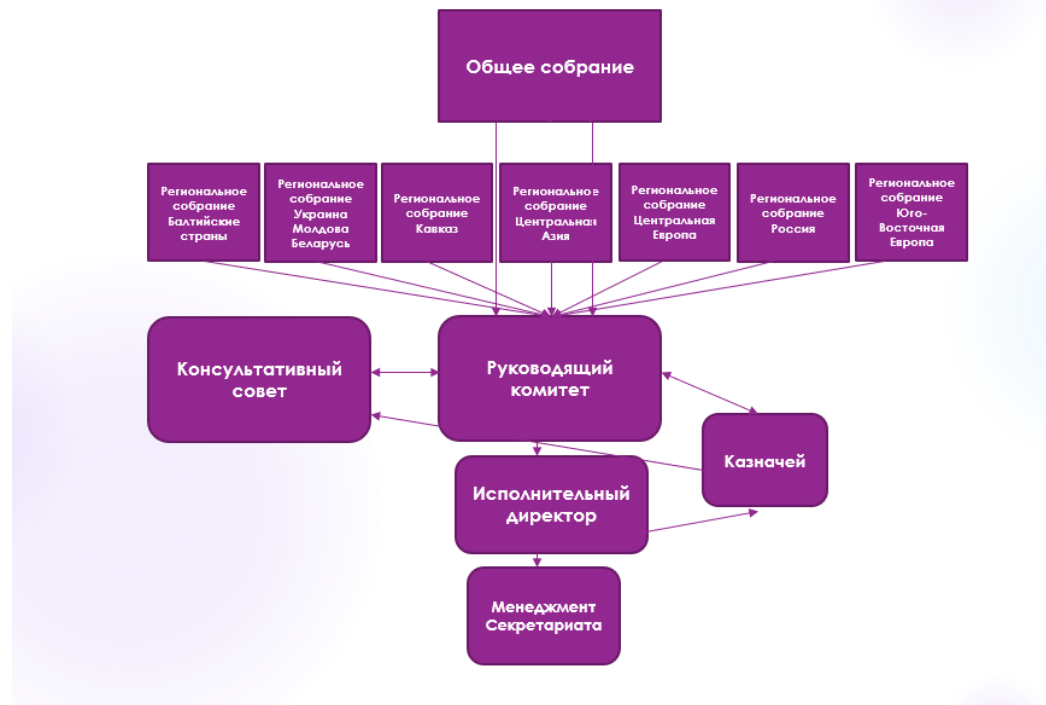 Общее собрание
Региональное
собрание
Балтийские
страны
Региональное
собрание
Украина
Молдова
Беларусь
Региональное
собрание
Кавказ
Региональное
собрание
Центральная
Азия
Региональное
собрание
Центральная
Европа
Региональное
собрание
Россия
Региональное
собрание
Юго-
Восточная
Европа
Консультативный
совет
Руководящий
комитет
Казначей
Исполнительный
директор
Менеджмент
Секретариата